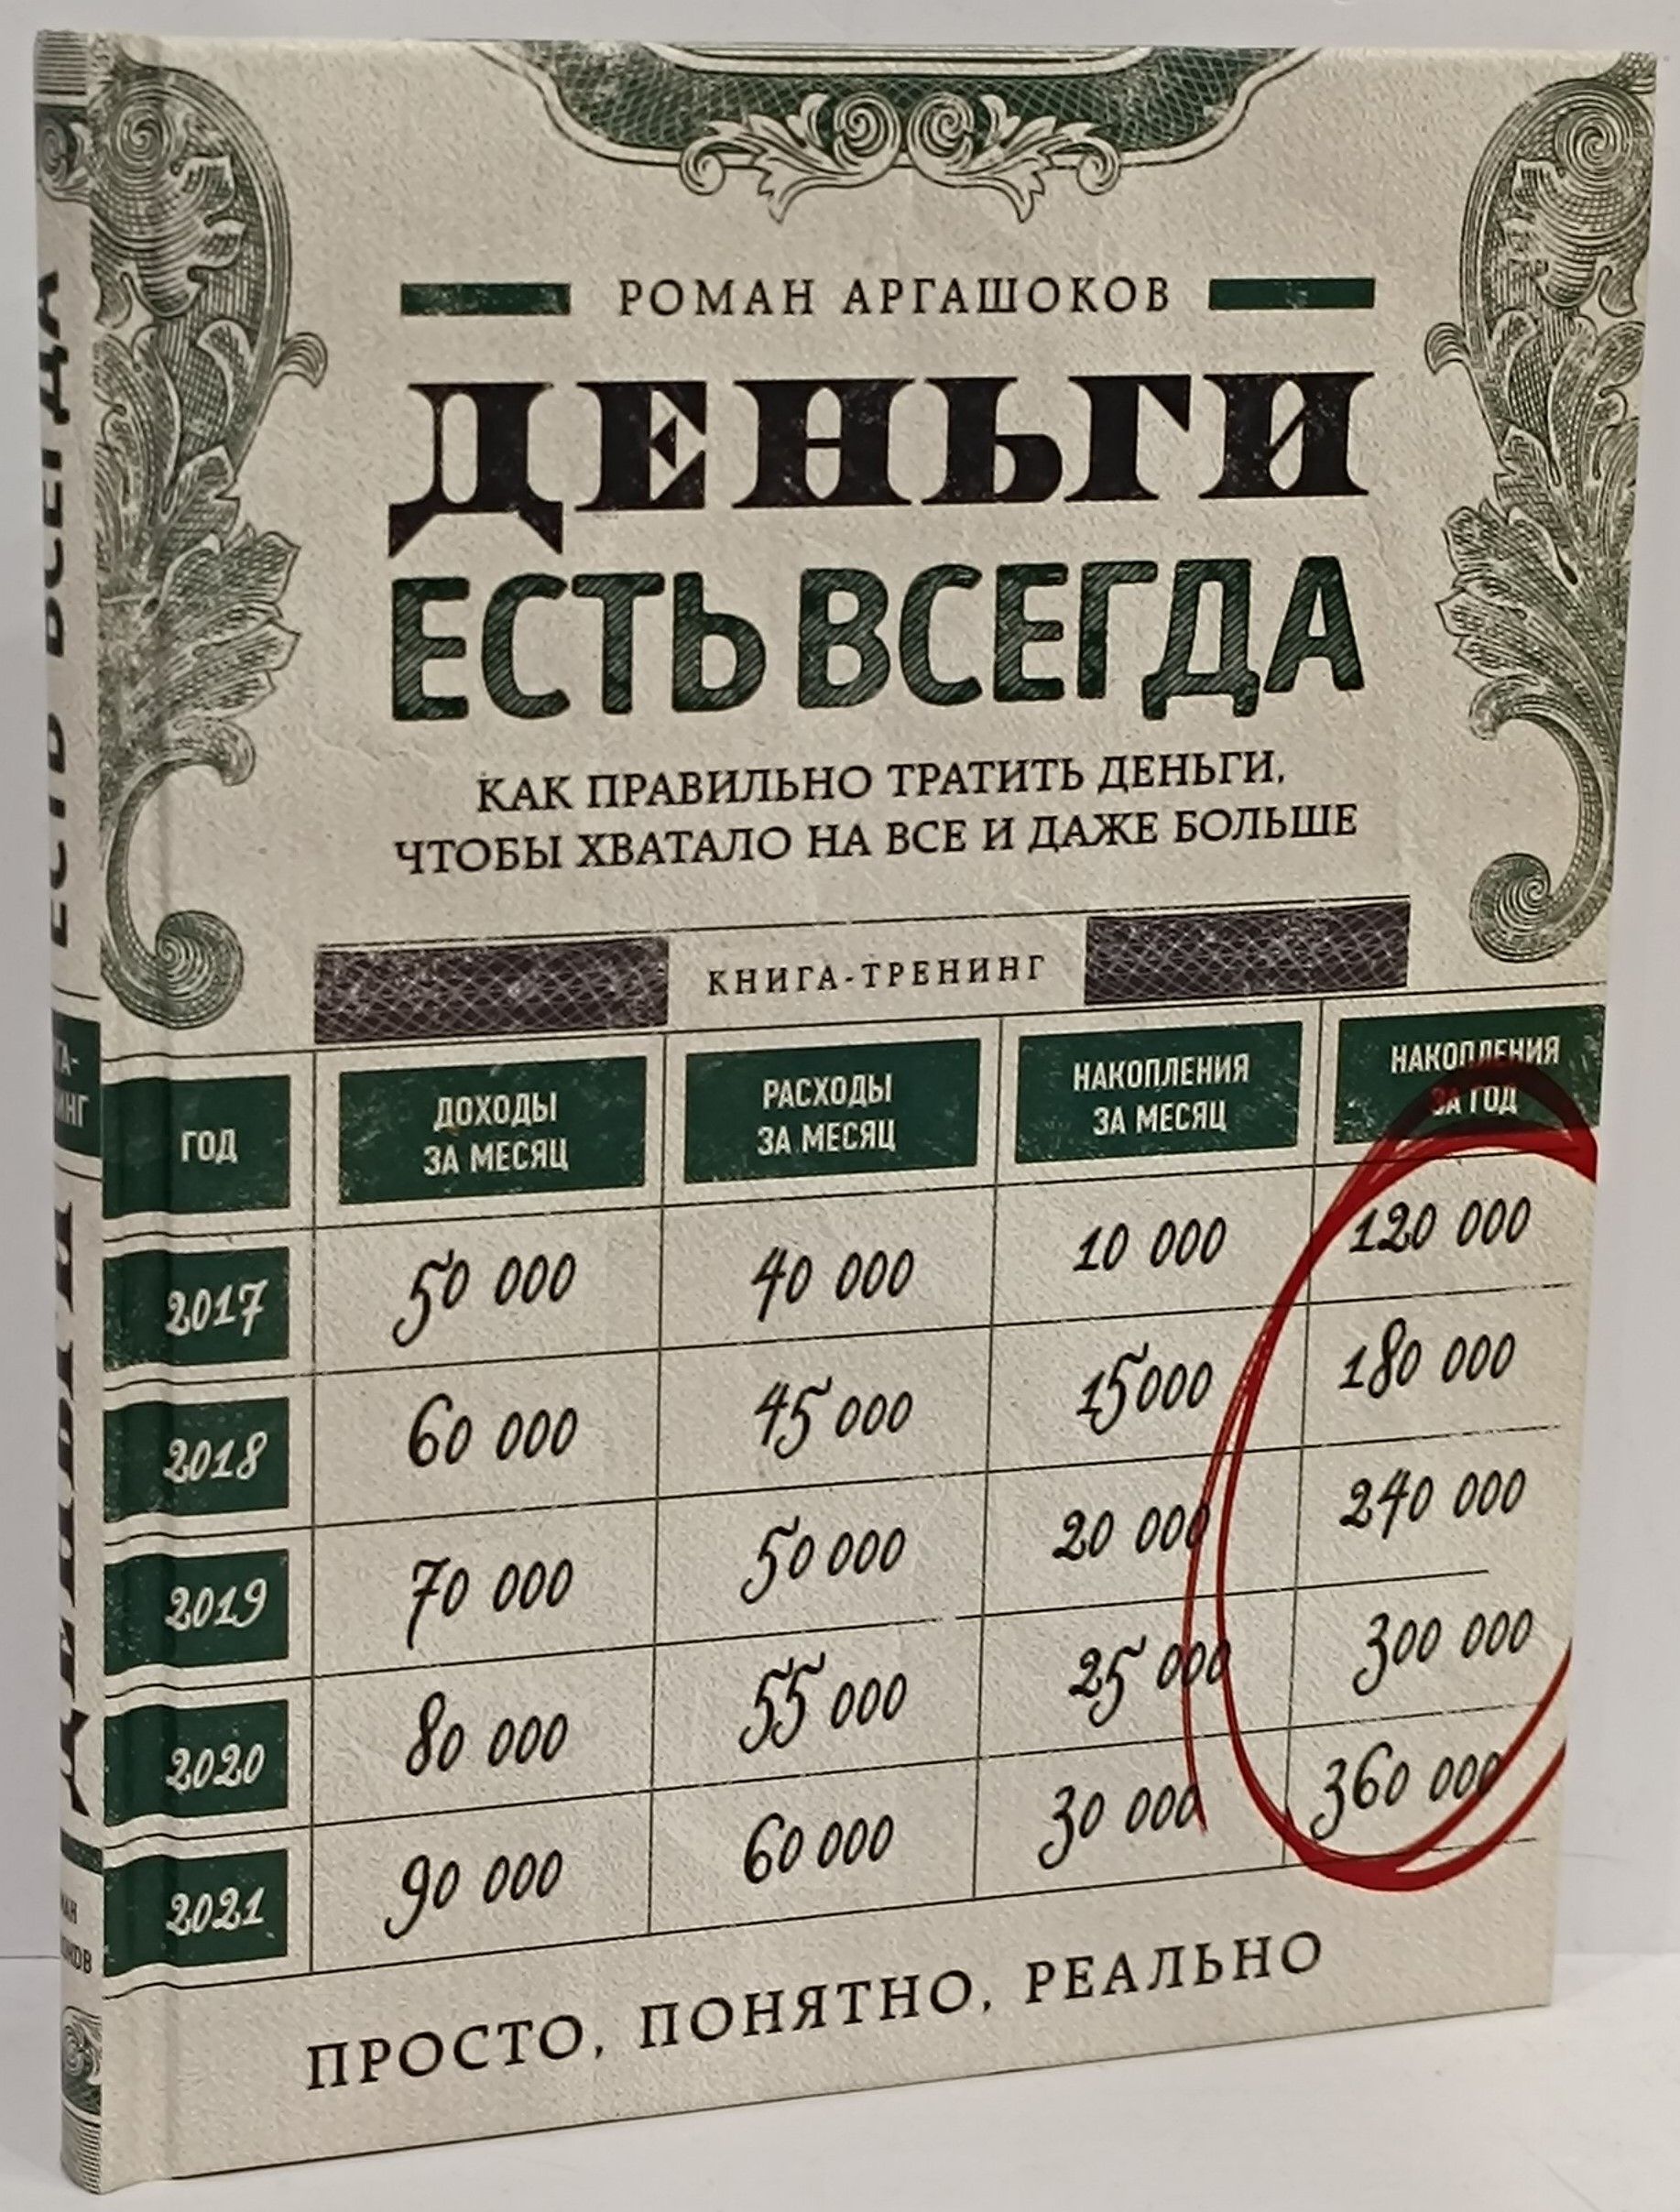 РОМАН АРГАШОКОВ
ДЕНЬГИ
ЕСТЬ ВСЕГДА
КАК ПРАВИЛЬНО ТРАТИТЬ ДЕНЬГИ,
ЧТОБЫ ХВАТАЛО НА ВСЕ И ДАЖЕ БОЛЬШЕ
КНИГА-ТРЕНИНГ
ГОД ДОХОДЫ ЗА МЕСЯЦ РАСХОДЫ ЗА МЕСЯЦ НАКОПЛЕНИЯ ЗА МЕСЯЦ НАКОПЛЕНИЯ ЗА ГОД
2017 50 000 40 000 10 000 120 000
2018 60 000 45 000 15000 180 000
2019 70 000 50 000 20 000 240 000
2020 80 000 55 000 25 000 300 000
2021 90 000 60 000 30 000 360 000
ПРОСТО, ПОНЯТНО, РЕАЛЬНО
ДЕНЬГИ ЕСТЬ ВСЕГДА